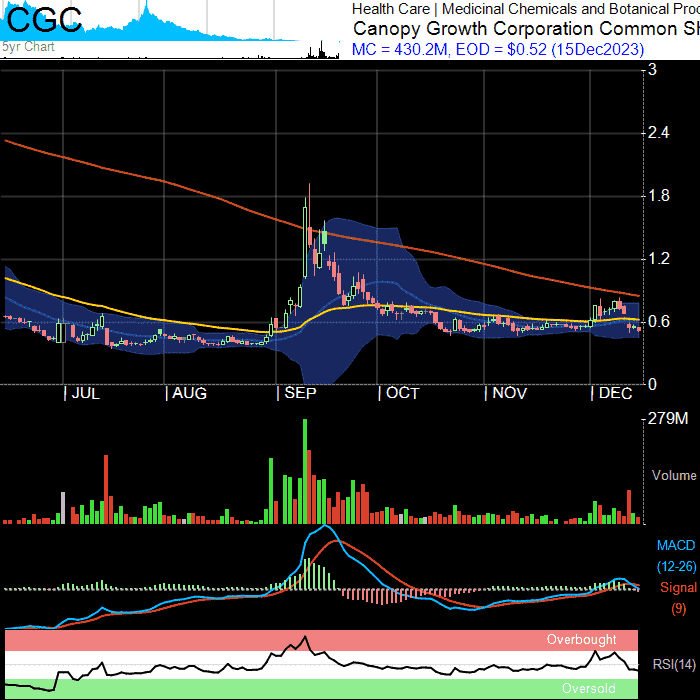 CGC
5yr Chart
Health Care | Medicinal Chemicals and Botanical Pro
Canopy Growth Corporation Common Sh
MC = 430.2M, EOD = $0.52 (15Dec2023)
3
2.4
1.8
1.2
0.6
0
JUL AUG SEP OCT NOV DEC
279M
Volume
MACD
(12-26)
Signal
(9)
Overbought
RSI(14)
Oversold